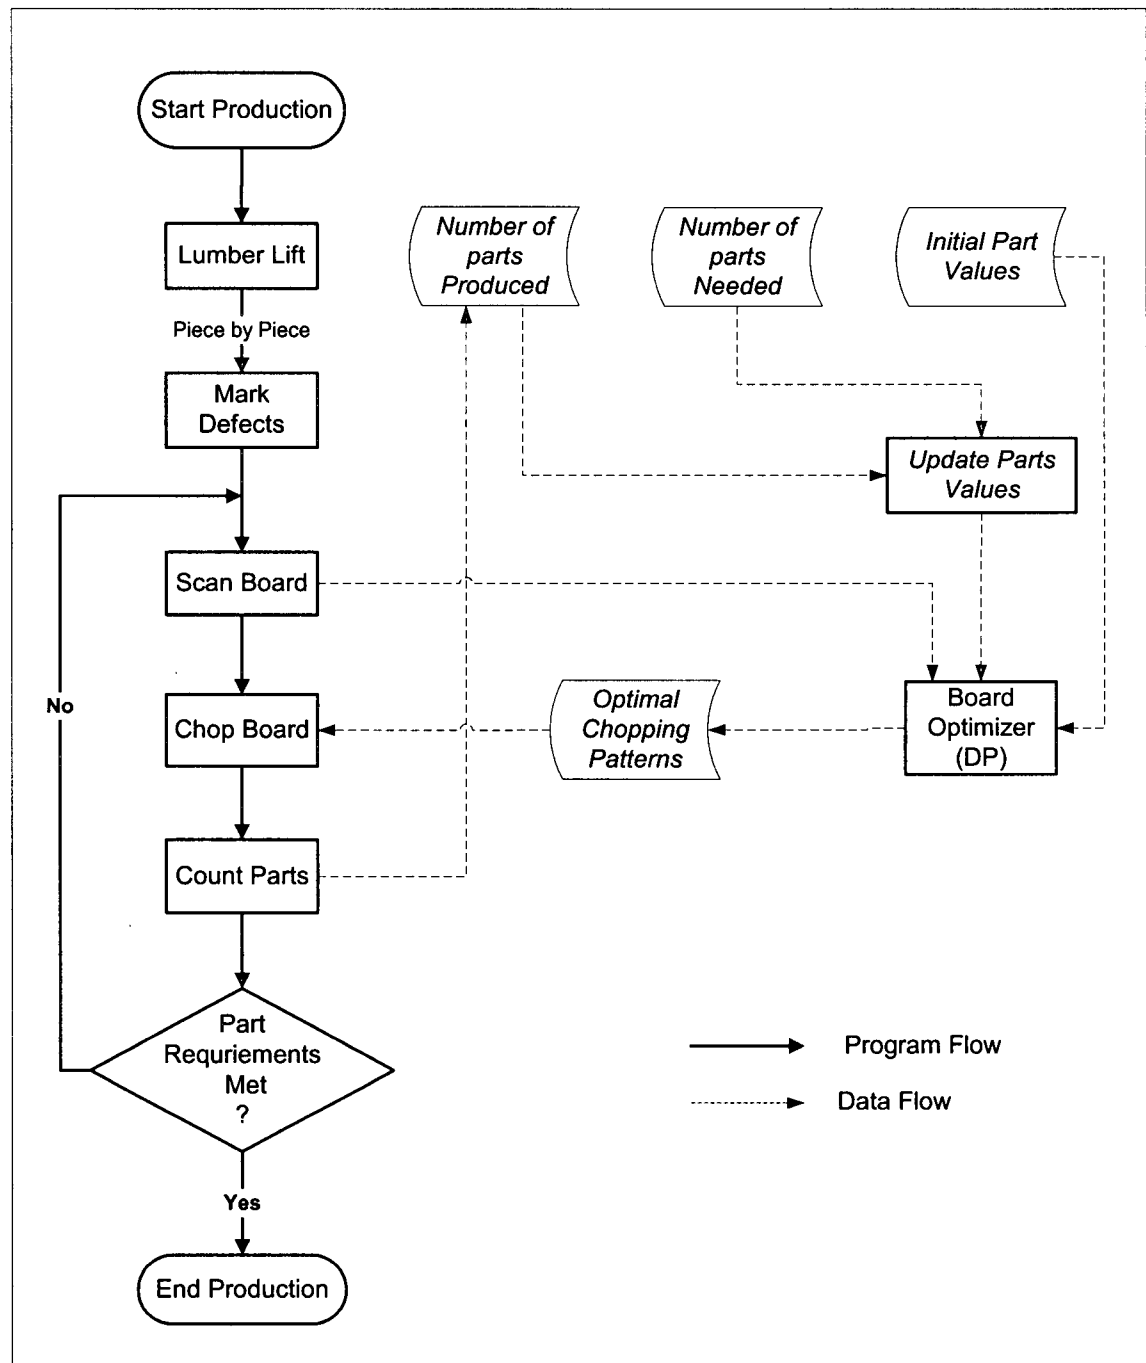 Start Production
Lumber Lift
Piece by Piece
Mark
Defects
Scan Board
Chop Board
Count Parts
Part
Requriements
Met
?
No
Yes
End Production
Number of
parts
Produced
Number of
parts
Needed
Initial Part
Values
Update Parts
Values
Optimal
Chopping
Patterns
Board
Optimizer
(DP)
Program Flow
Data Flow